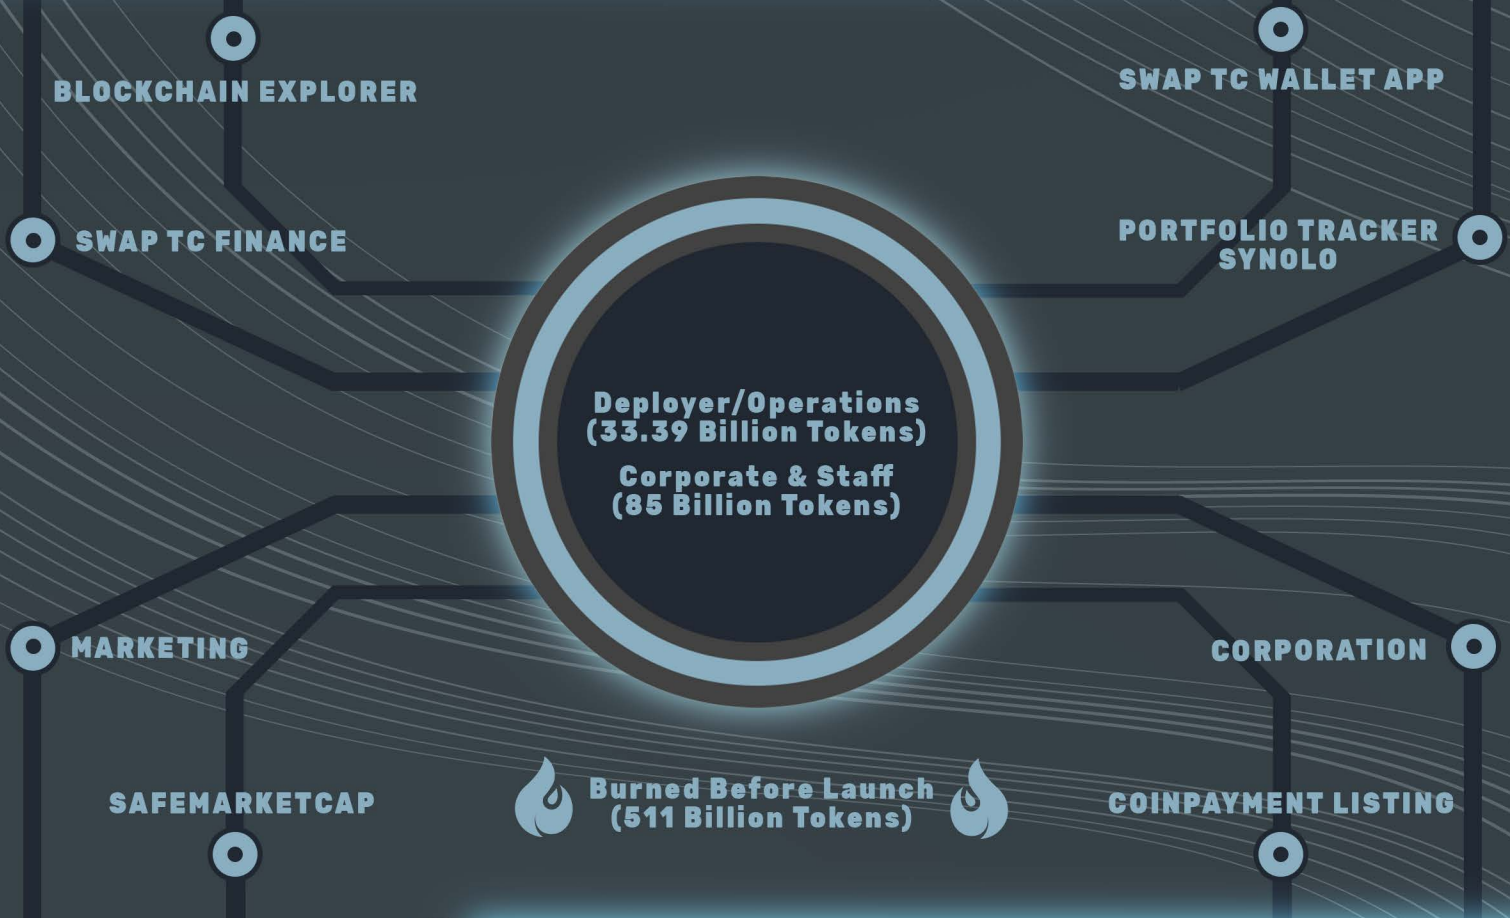 BLOCKCHAIN EXPLORER
SWAP TC WALLET APP
SWAP TC FINANCE
PORTFOLIO TRACKER
SYNOLO
Deployer/Operations
(33.39 Billion Tokens)
Corporate & Staff
(85 Billion Tokens)
MARKETING
CORPORATION
SAFEMARKETCAP
Burned Before Launch
(511 Billion Tokens)
COINPAYMENT LISTING